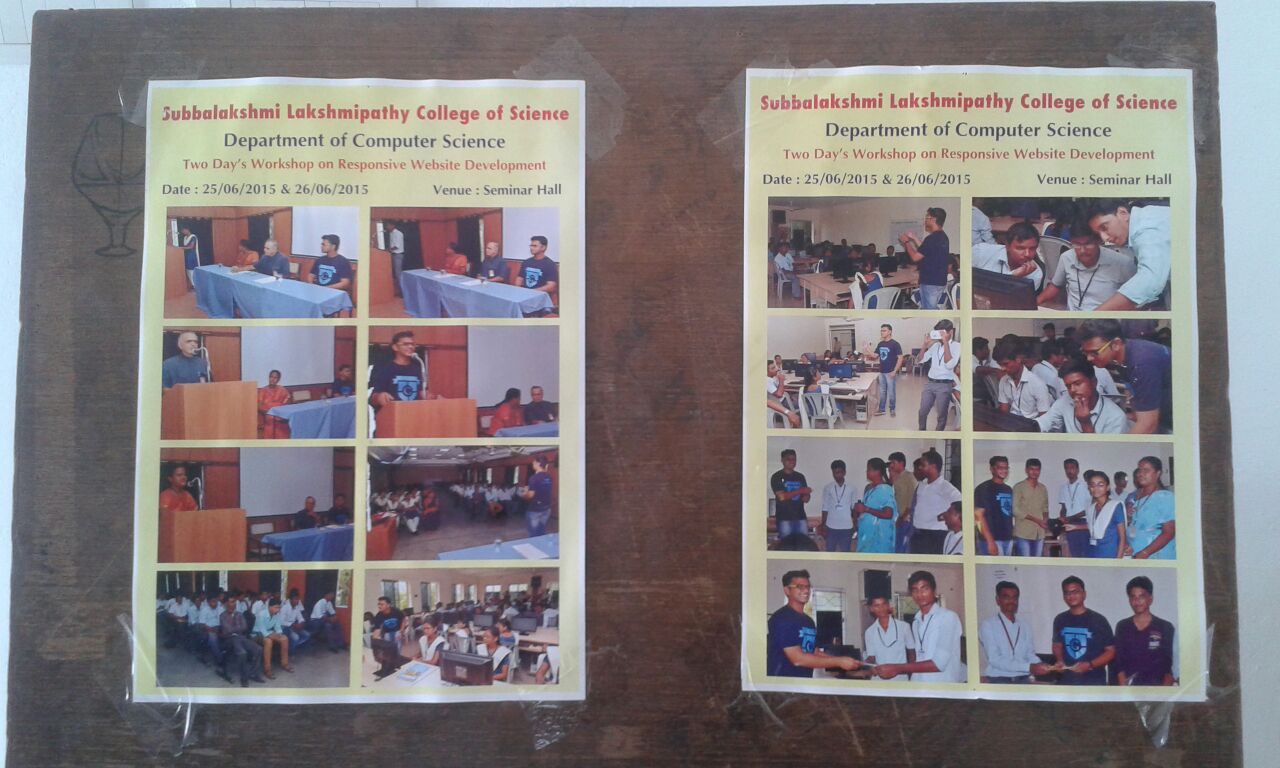 Subbalakshmi Lakshmipathy College of Science
Department of Computer Science
Two Day's Workshop on Responsive Website Development
Date : 25/06/2015 & 26/06/2015 Venue : Seminar Hall
Subbalakshmi Lakshmipathy College of Science
Department of Computer Science
Two Day's Workshop on Responsive Website Development
Date : 25/06/2015 & 26/06/2015 Venue : Seminar Hall